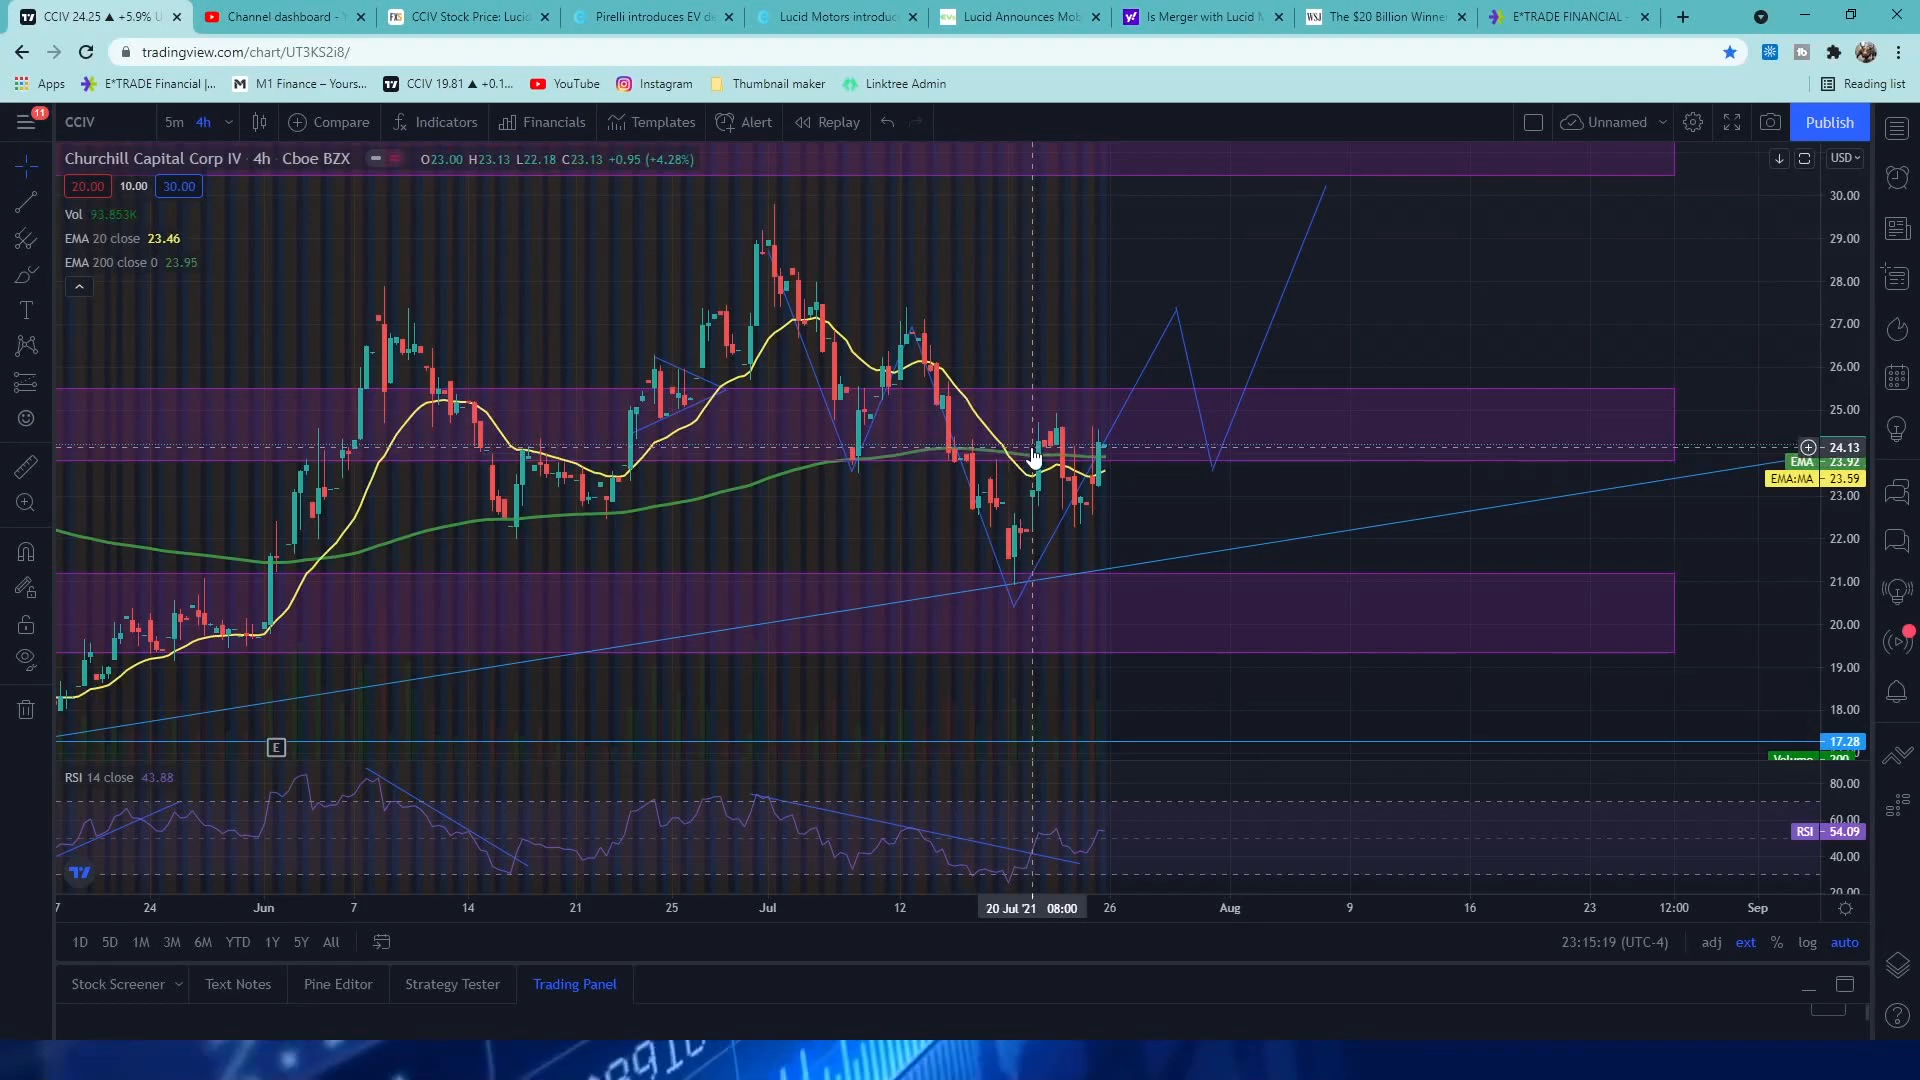 CCIV 24.25 ▲ +5.9% U
Channel dashboard - Y
CCIV Stock Price: Lucid
Pirelli introduces EV de
Lucid Motors introduc
Lucid Announces Mob
Is Merger with Lucid M
The $20 Billion Winner
E*TRADE FINANCIAL -
tradingview.com/chart/UT3KS2i8/
Apps
E*TRADE Financial |...
M1 Finance – Yours...
CCIV 19.81 ▲ +0.1...
YouTube
Instagram
Thumbnail maker
Linktree Admin
Reading list
11
CCIV
5m
4h
Compare
Indicators
Financials
Templates
Alert
Replay
Unnamed
Publish
Churchill Capital Corp IV · 4h · Cboe BZX
O23.00 H23.13 L22.18 C23.13 +0.95 (+4.28%)
USD
20.00 10.00 30.00
Vol 93.853K
EMA 20 close 23.46
EMA 200 close 0 23.95
30.00
29.00
28.00
27.00
26.00
25.00
24.13
EMA 23.92
EMA:MA 23.59
23.00
22.00
21.00
20.00
19.00
18.00
17.28
Volume 200
E
RSI 14 close 43.88
80.00
60.00
RSI 54.09
40.00
20.00
7 24 Jun 7 14 21 25 Jul 12 20 Jul '21 08:00 26 Aug 9 16 23 12:00 Sep
1D 5D 1M 3M 6M YTD 1Y 5Y All
23:15:19 (UTC-4)
adj ext % log auto
Stock Screener
Text Notes
Pine Editor
Strategy Tester
Trading Panel